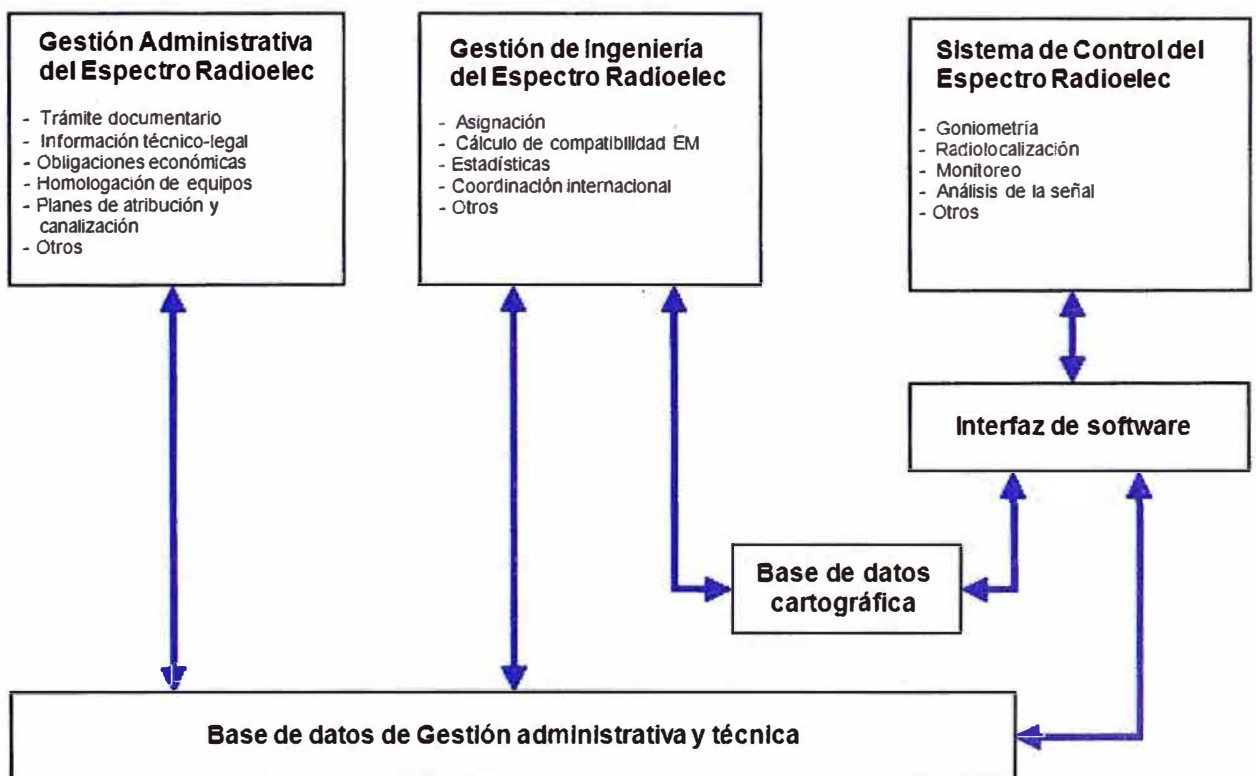 Gestión Administrativa
del Espectro Radioelec
- Trámite documentario
- Información técnico-legal
- Obligaciones económicas
- Homologación de equipos
- Planes de atribución y
canalización
- Otros
Gestión de Ingeniería
del Espectro Radioelec
- Asignación
- Cálculo de compatibilidad EM
- Estadísticas
- Coordinación internacional
- Otros
Sistema de Control del
Espectro Radioelec
- Goniometría
- Radiolocalización
- Monitoreo
- Análisis de la señal
- Otros
Interfaz de software
Base de datos
cartográfica
Base de datos de Gestión administrativa y técnica